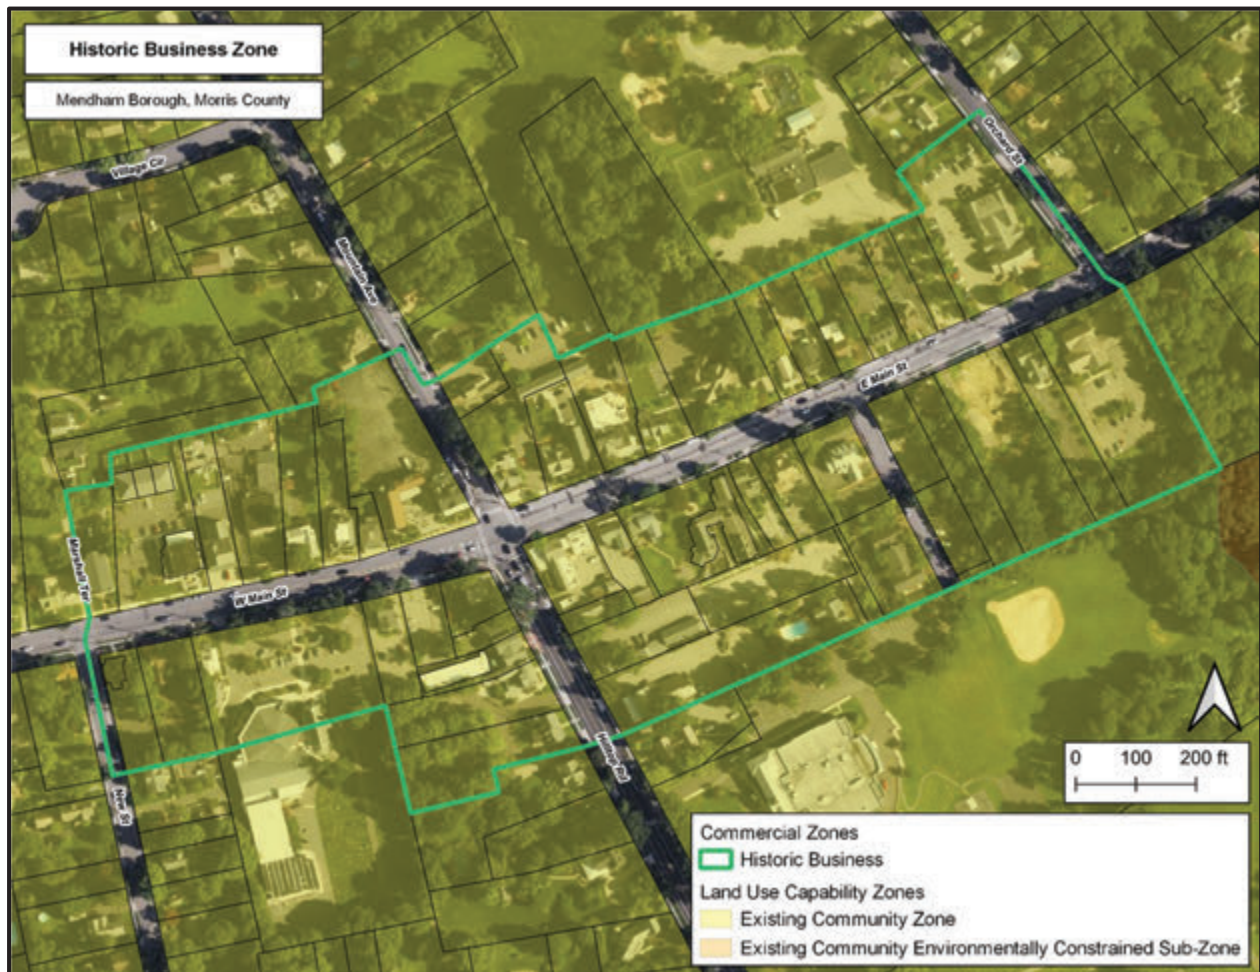 Historic Business Zone
Mendham Borough, Morris County
Village Cir
Orchard St
Mountain Ave
E Main St
Marshall Ter
W Main St
Hilltop Rd
New St
0 100 200 ft
Commercial Zones
Historic Business
Land Use Capability Zones
Existing Community Zone
Existing Community Environmentally Constrained Sub-Zone